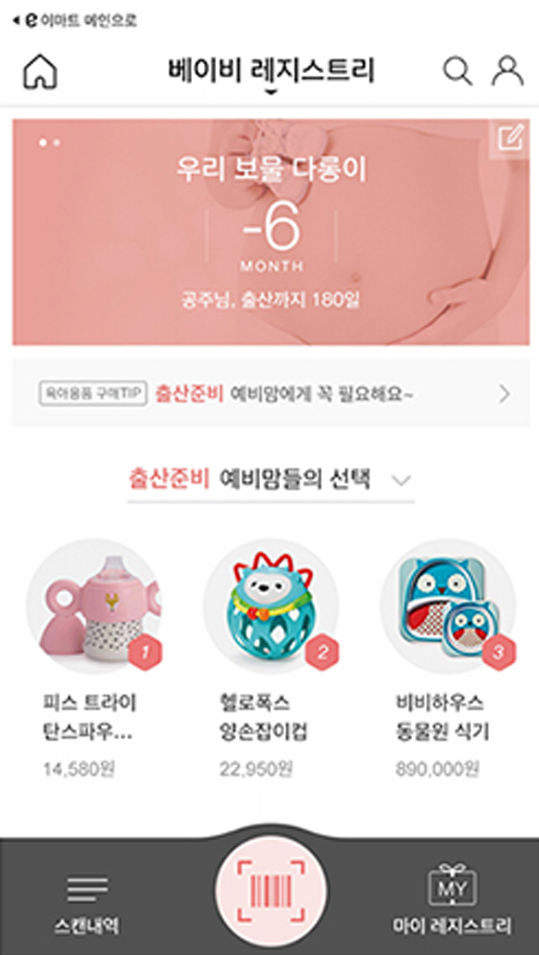 e 이마트 메인으로
베이비 레지스트리
우리 보물 다롱이
-6
MONTH
공주님, 출산까지 180일
육아용품 구매TIP 출산준비 예비맘에게 꼭 필요해요~
출산준비 예비맘들의 선택
1 2 3
피스 트라이 헬로폭스 비비하우스
탄스파우... 양손잡이컵 동물원 식기
14,580원 22,950원 890,000원
MY
스캔내역 마이 레지스트리